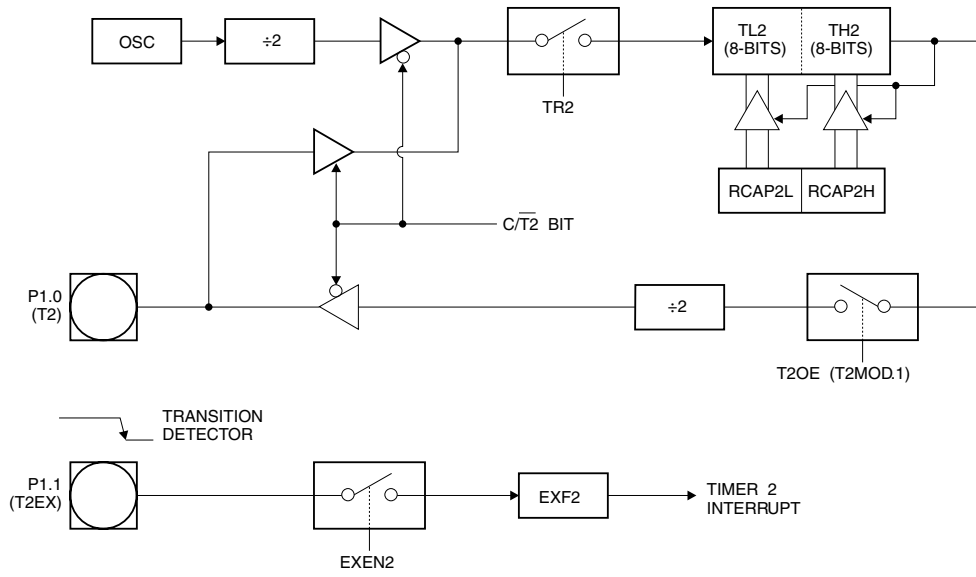 OSC
÷2
TR2
TL2
(8-BITS)
TH2
(8-BITS)
RCAP2L
RCAP2H
C/T2 BIT
P1.0
(T2)
÷2
T2OE (T2MOD.1)
TRANSITION
DETECTOR
P1.1
(T2EX)
EXEN2
EXF2
TIMER 2
INTERRUPT